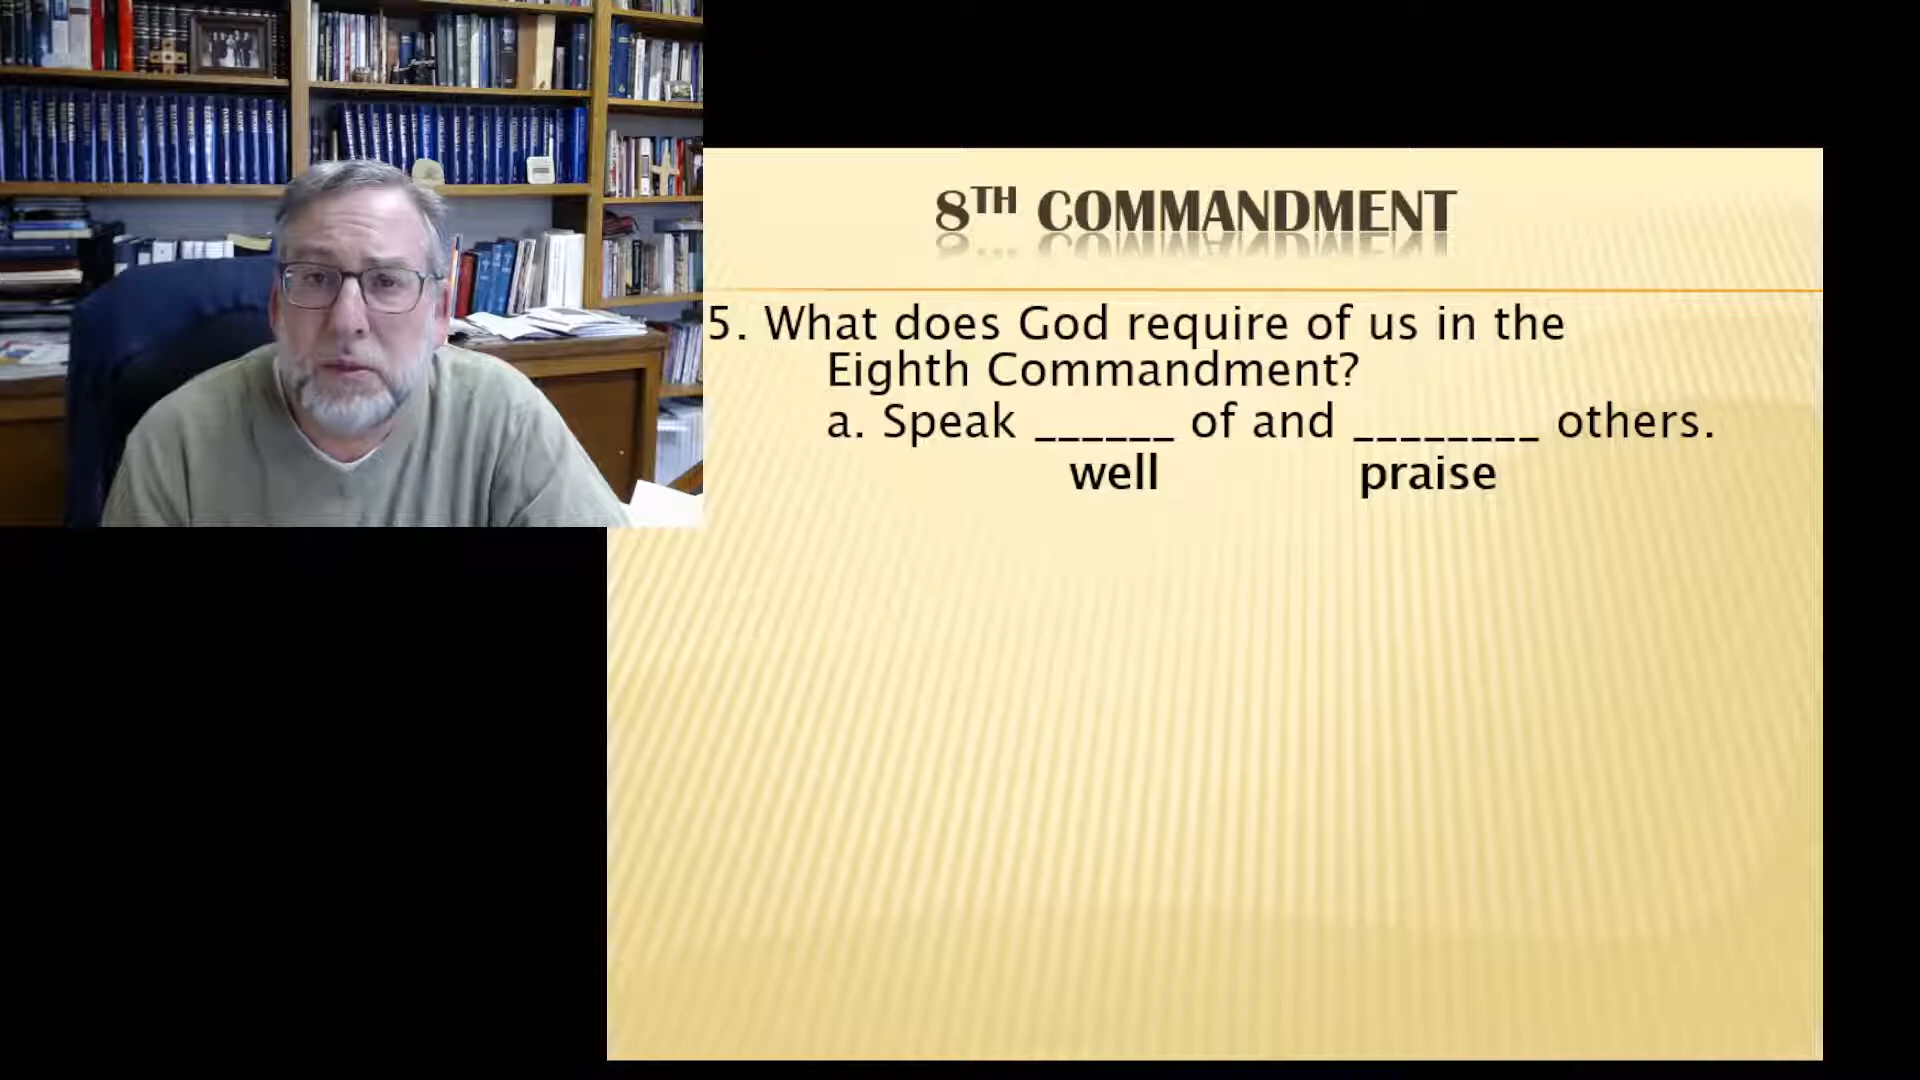 8TH COMMANDMENT
5. What does God require of us in the
Eighth Commandment?
a. Speak ______ of and ________ others.
well praise